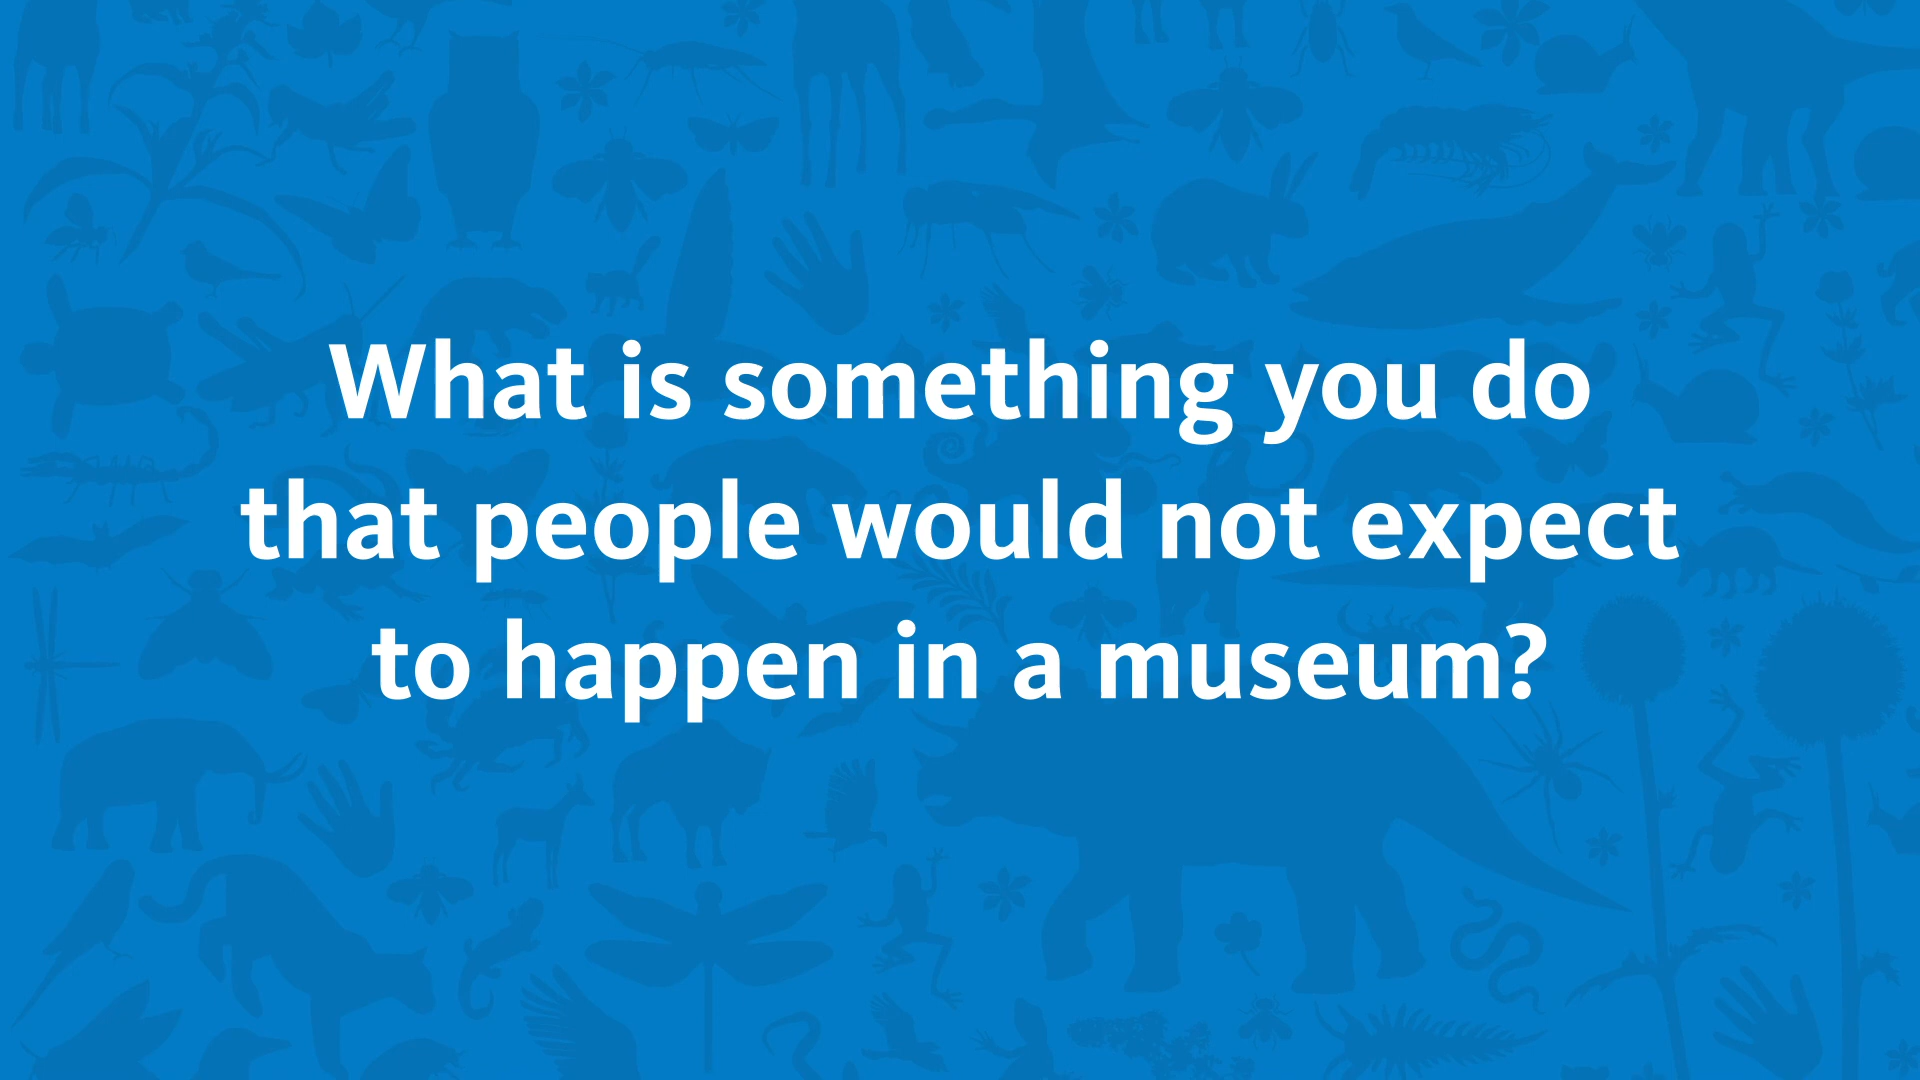 What is something you do
that people would not expect
to happen in a museum?